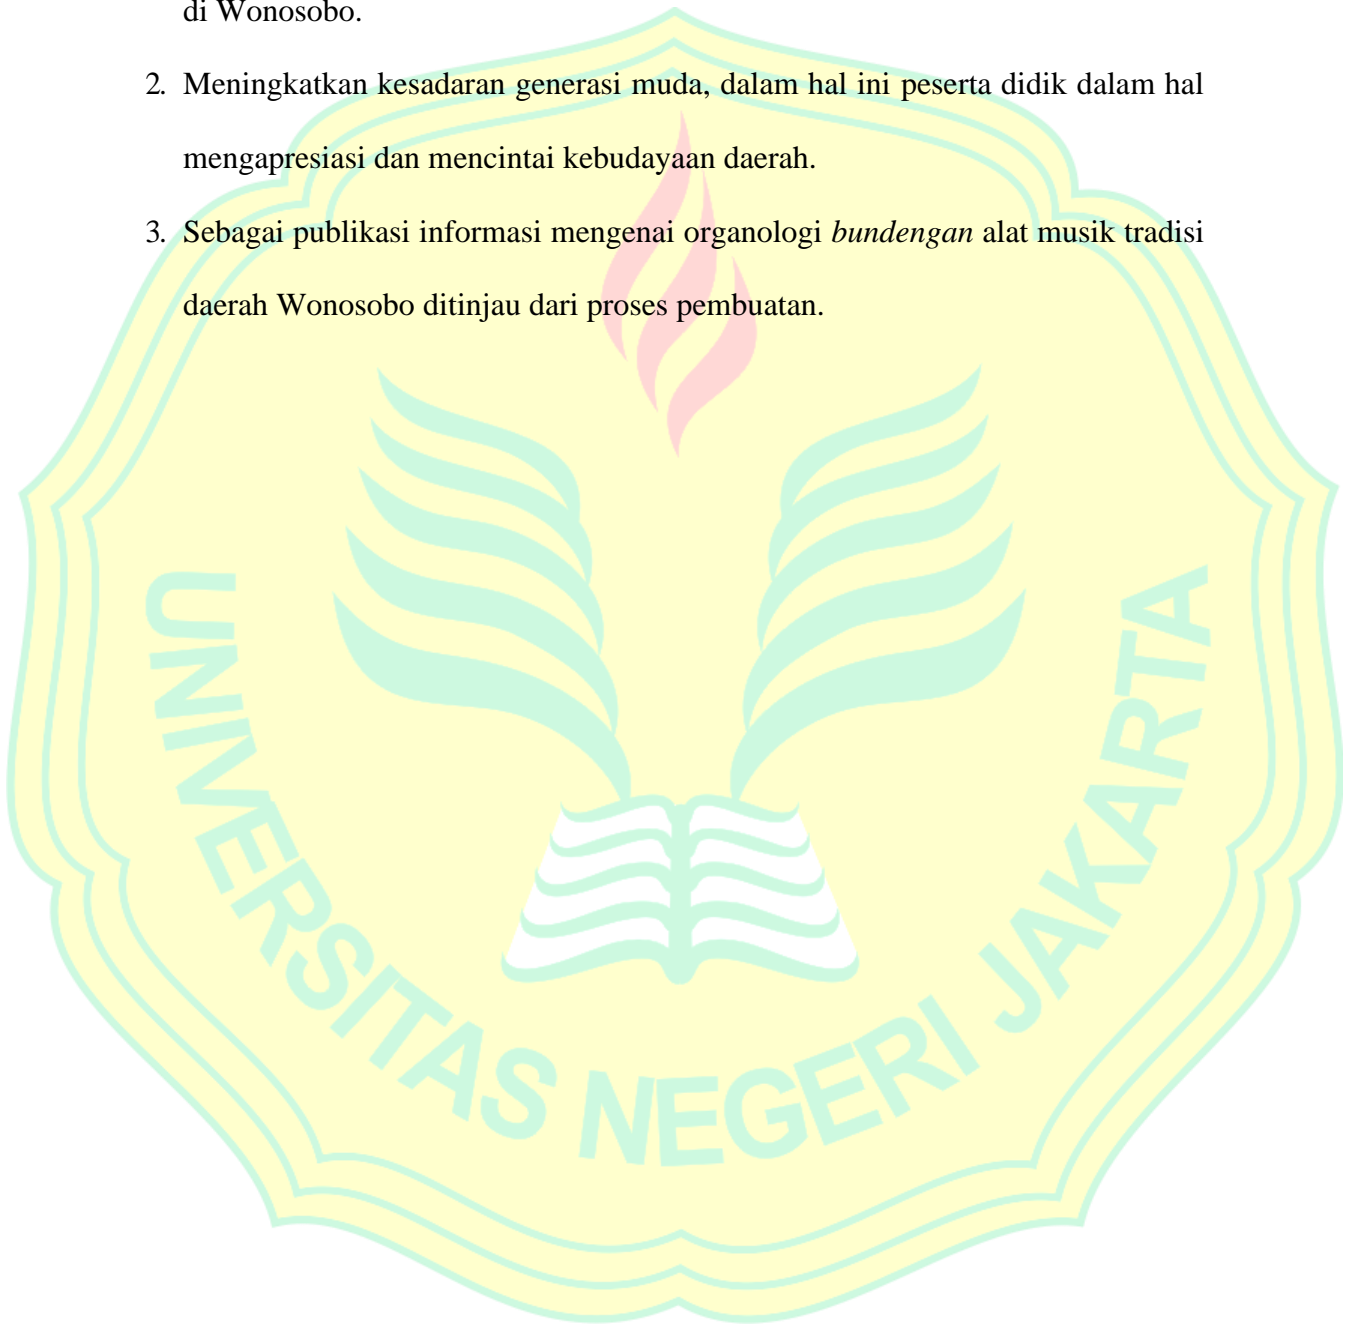 di Wonosobo.
2. Meningkatkan kesadaran generasi muda, dalam hal ini peserta didik dalam hal
mengapresiasi dan mencintai kebudayaan daerah.
3. Sebagai publikasi informasi mengenai organologi bundengan alat musik tradisi
daerah Wonosobo ditinjau dari proses pembuatan.
UNIVERSITAS NEGERI JAKARTA